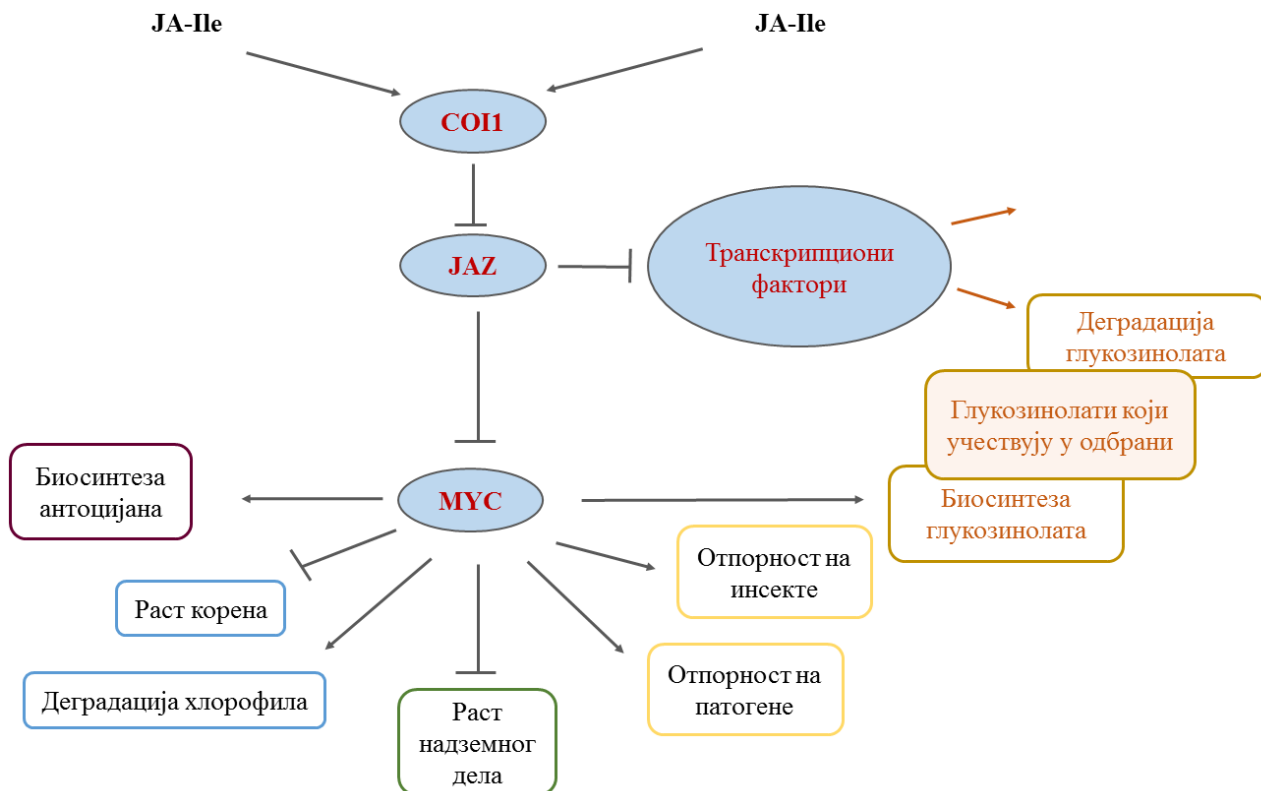 JA-Ile
JA-Ile
COI1
JAZ
Транскрипциони
фактори
Деградација
глукозинолата
Глукозинолати који
учествују у одбрани
Биосинтеза
глукозинолата
Биосинтеза
антоцијана
MYC
Отпорност на
инсекте
Раст корена
Деградација хлорофила
Раст
надземног
дела
Отпорност на
патогене